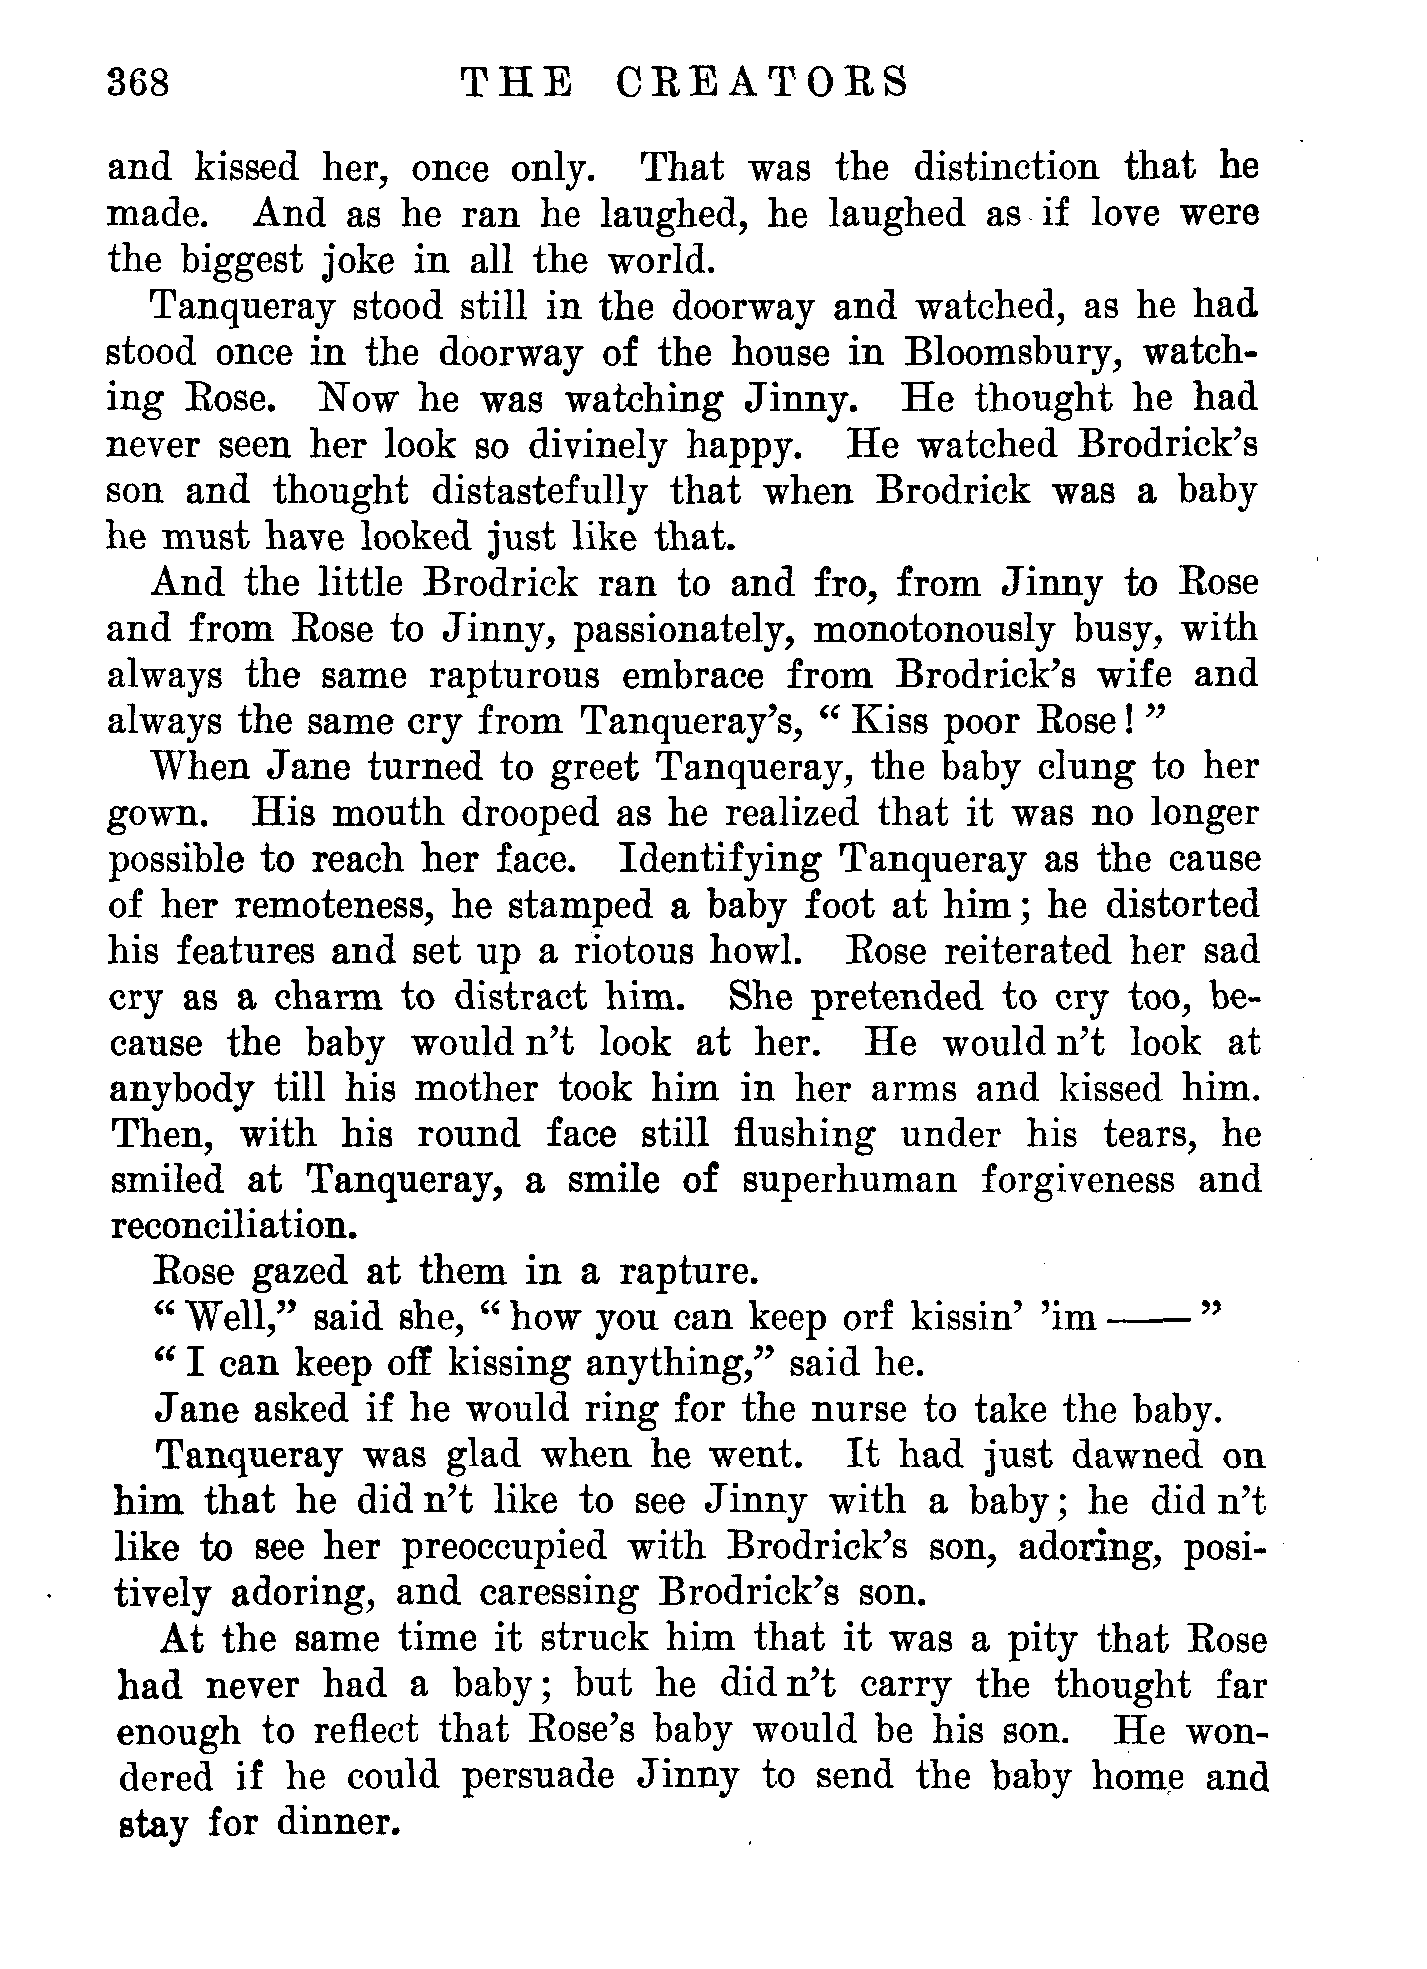 368 THE CREATORS
and kissed her, once only. That was the distinction that he
made. And as he ran he laughed, he laughed as if love were
the biggest joke in all the world.
Tanqueray stood still in the doorway and watched, as he had
stood once in the doorway of the house in Bloomsbury, watch-
ing Rose. Now he was watching Jinny. He thought he had
never seen her look so divinely happy. He watched Brodrick's
son and thought distastefully that when Brodrick was a baby
he must have looked just like that.
And the little Brodrick ran to and fro, from Jinny to Rose
and from Rose to Jinny, passionately, monotonously busy, with
always the same rapturous embrace from Brodrick's wife and
always the same cry from Tanqueray's, “ Kiss poor Rose! ”
When Jane turned to greet Tanqueray, the baby clung to her
gown. His mouth drooped as he realized that it was no longer
possible to reach her face. Identifying Tanqueray as the cause
of her remoteness, he stamped a baby foot at him; he distorted
his features and set up a riotous howl. Rose reiterated her sad
cry as a charm to distract him. She pretended to cry too, be-
cause the baby would n't look at her. He would n't look at
anybody till his mother took him in her arms and kissed him.
Then, with his round face still flushing under his tears, he
smiled at Tanqueray, a smile of superhuman forgiveness and
reconciliation.
Rose gazed at them in a rapture.
“ Well,” said she, “ how you can keep orf kissin' 'im —— ”
“ I can keep off kissing anything,” said he.
Jane asked if he would ring for the nurse to take the baby.
Tanqueray was glad when he went. It had just dawned on
him that he did n't like to see Jinny with a baby; he did n't
like to see her preoccupied with Brodrick's son, adoring, posi-
tively adoring, and caressing Brodrick's son.
At the same time it struck him that it was a pity that Rose
had never had a baby; but he did n't carry the thought far
enough to reflect that Rose's baby would be his son. He won-
dered if he could persuade Jinny to send the baby home and
stay for dinner.